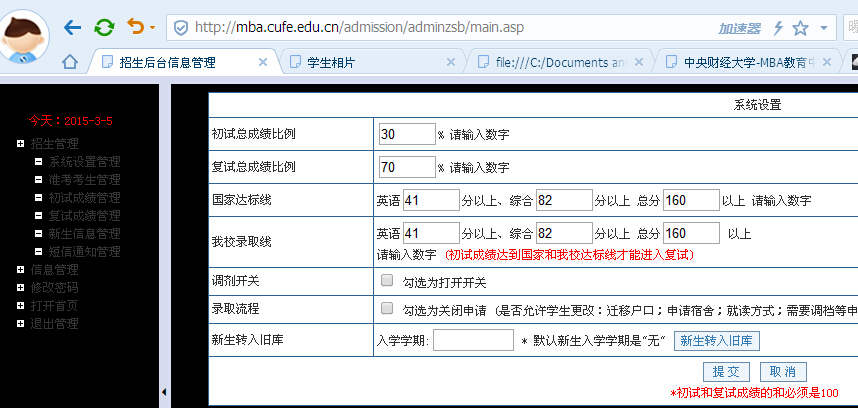 http://mba.cufe.edu.cn/admission/adminzsb/main.asp 加速器
招生后台信息管理 学生相片 file:///C:/Documents an 中央财经大学-MBA教育
今天：2015-3-5
招生管理
系统设置管理
准考考生管理
初试成绩管理
复试成绩管理
新生信息管理
短信通知管理
信息管理
修改密码
打开首页
退出管理
系统设置
初试总成绩比例 30 % 请输入数字
复试总成绩比例 70 % 请输入数字
国家达标线 英语 41 分以上、综合 82 分以上 总分 160 以上 请输入数字
我校录取线 英语 41 分以上、综合 82 分以上 总分 160 以上
请输入数字 (初试成绩达到国家和我校达标线才能进入复试)
调剂开关 勾选为打开开关
录取流程 勾选为关闭申请 (是否允许学生更改：迁移户口；申请宿舍；就读方式；需要调档等申
新生转入旧库 入学学期: * 默认新生入学学期是"无" 新生转入旧库
提 交 取 消
*初试和复试成绩的和必须是100